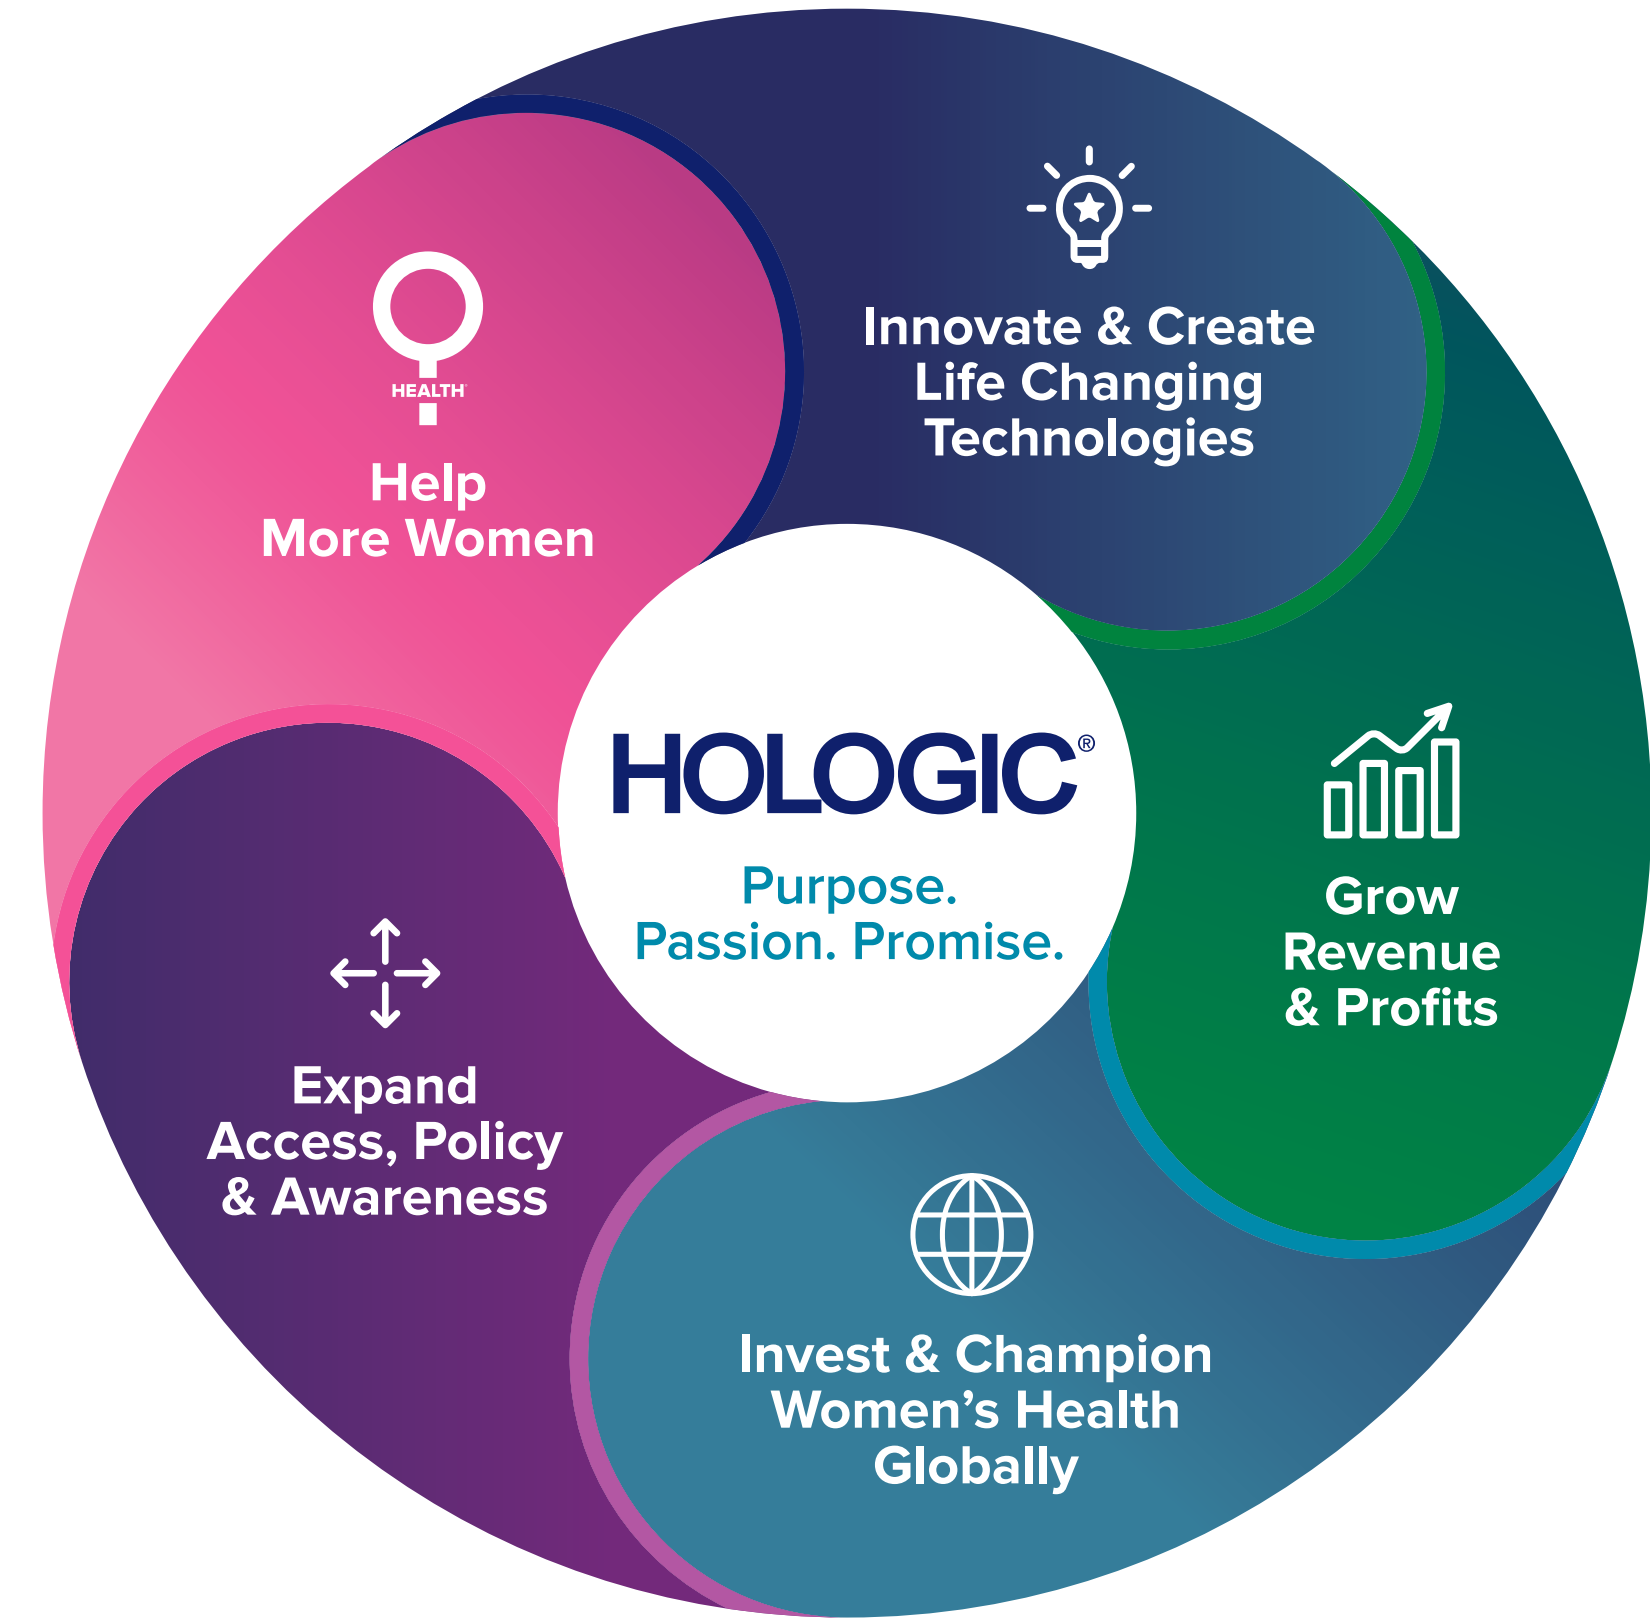 HEALTH
Help
More Women
Innovate & Create
Life Changing
Technologies
Grow
Revenue
& Profits
Invest & Champion
Women’s Health
Globally
Expand
Access, Policy
& Awareness
HOLOGIC®
Purpose.
Passion. Promise.